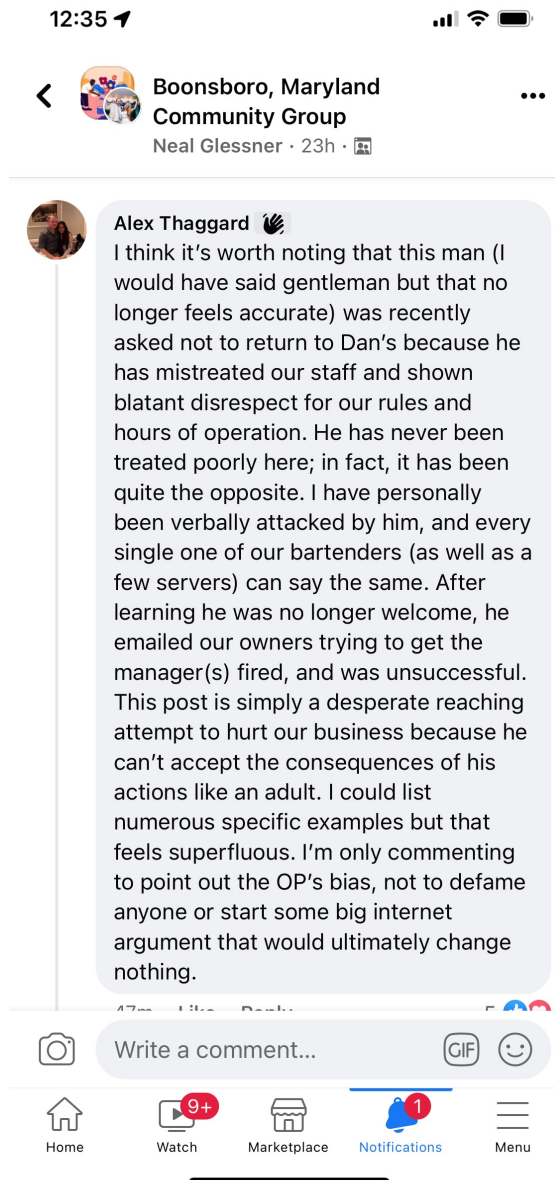 12:35
Boonsboro, Maryland
Community Group
Neal Glessner · 23h ·
Alex Thaggard
I think it's worth noting that this man (I
would have said gentleman but that no
longer feels accurate) was recently
asked not to return to Dan's because he
has mistreated our staff and shown
blatant disrespect for our rules and
hours of operation. He has never been
treated poorly here; in fact, it has been
quite the opposite. I have personally
been verbally attacked by him, and every
single one of our bartenders (as well as a
few servers) can say the same. After
learning he was no longer welcome, he
emailed our owners trying to get the
manager(s) fired, and was unsuccessful.
This post is simply a desperate reaching
attempt to hurt our business because he
can't accept the consequences of his
actions like an adult. I could list
numerous specific examples but that
feels superfluous. I'm only commenting
to point out the OP's bias, not to defame
anyone or start some big internet
argument that would ultimately change
nothing.
47m Like Reply 5
Write a comment...
GIF
9+
1
Home
Watch
Marketplace
Notifications
Menu